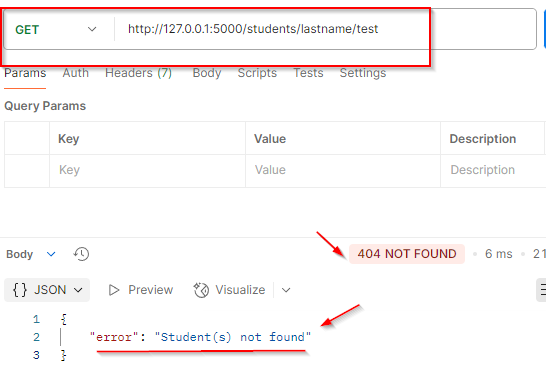 GET http://127.0.0.1:5000/students/lastname/test
Params Auth Headers (7) Body Scripts Tests Settings
Query Params
Key Value Description
Key Value Description
Body 404 NOT FOUND • 6 ms • 21
{} JSON Preview Visualize
1 {
2 "error": "Student(s) not found"
3 }